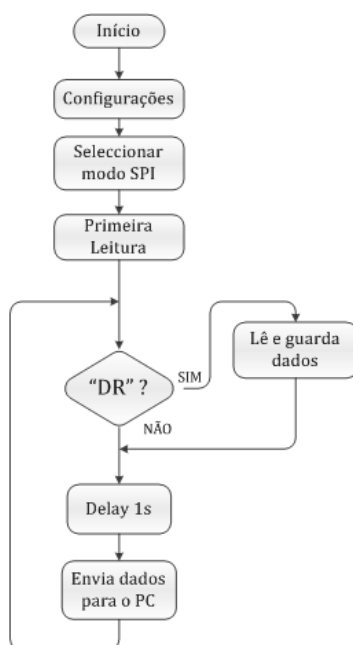 Início
Configurações
Seleccionar
modo SPI
Primeira
Leitura
“DR” ?
SIM
Lê e guarda
dados
NÃO
Delay 1s
Envia dados
para o PC